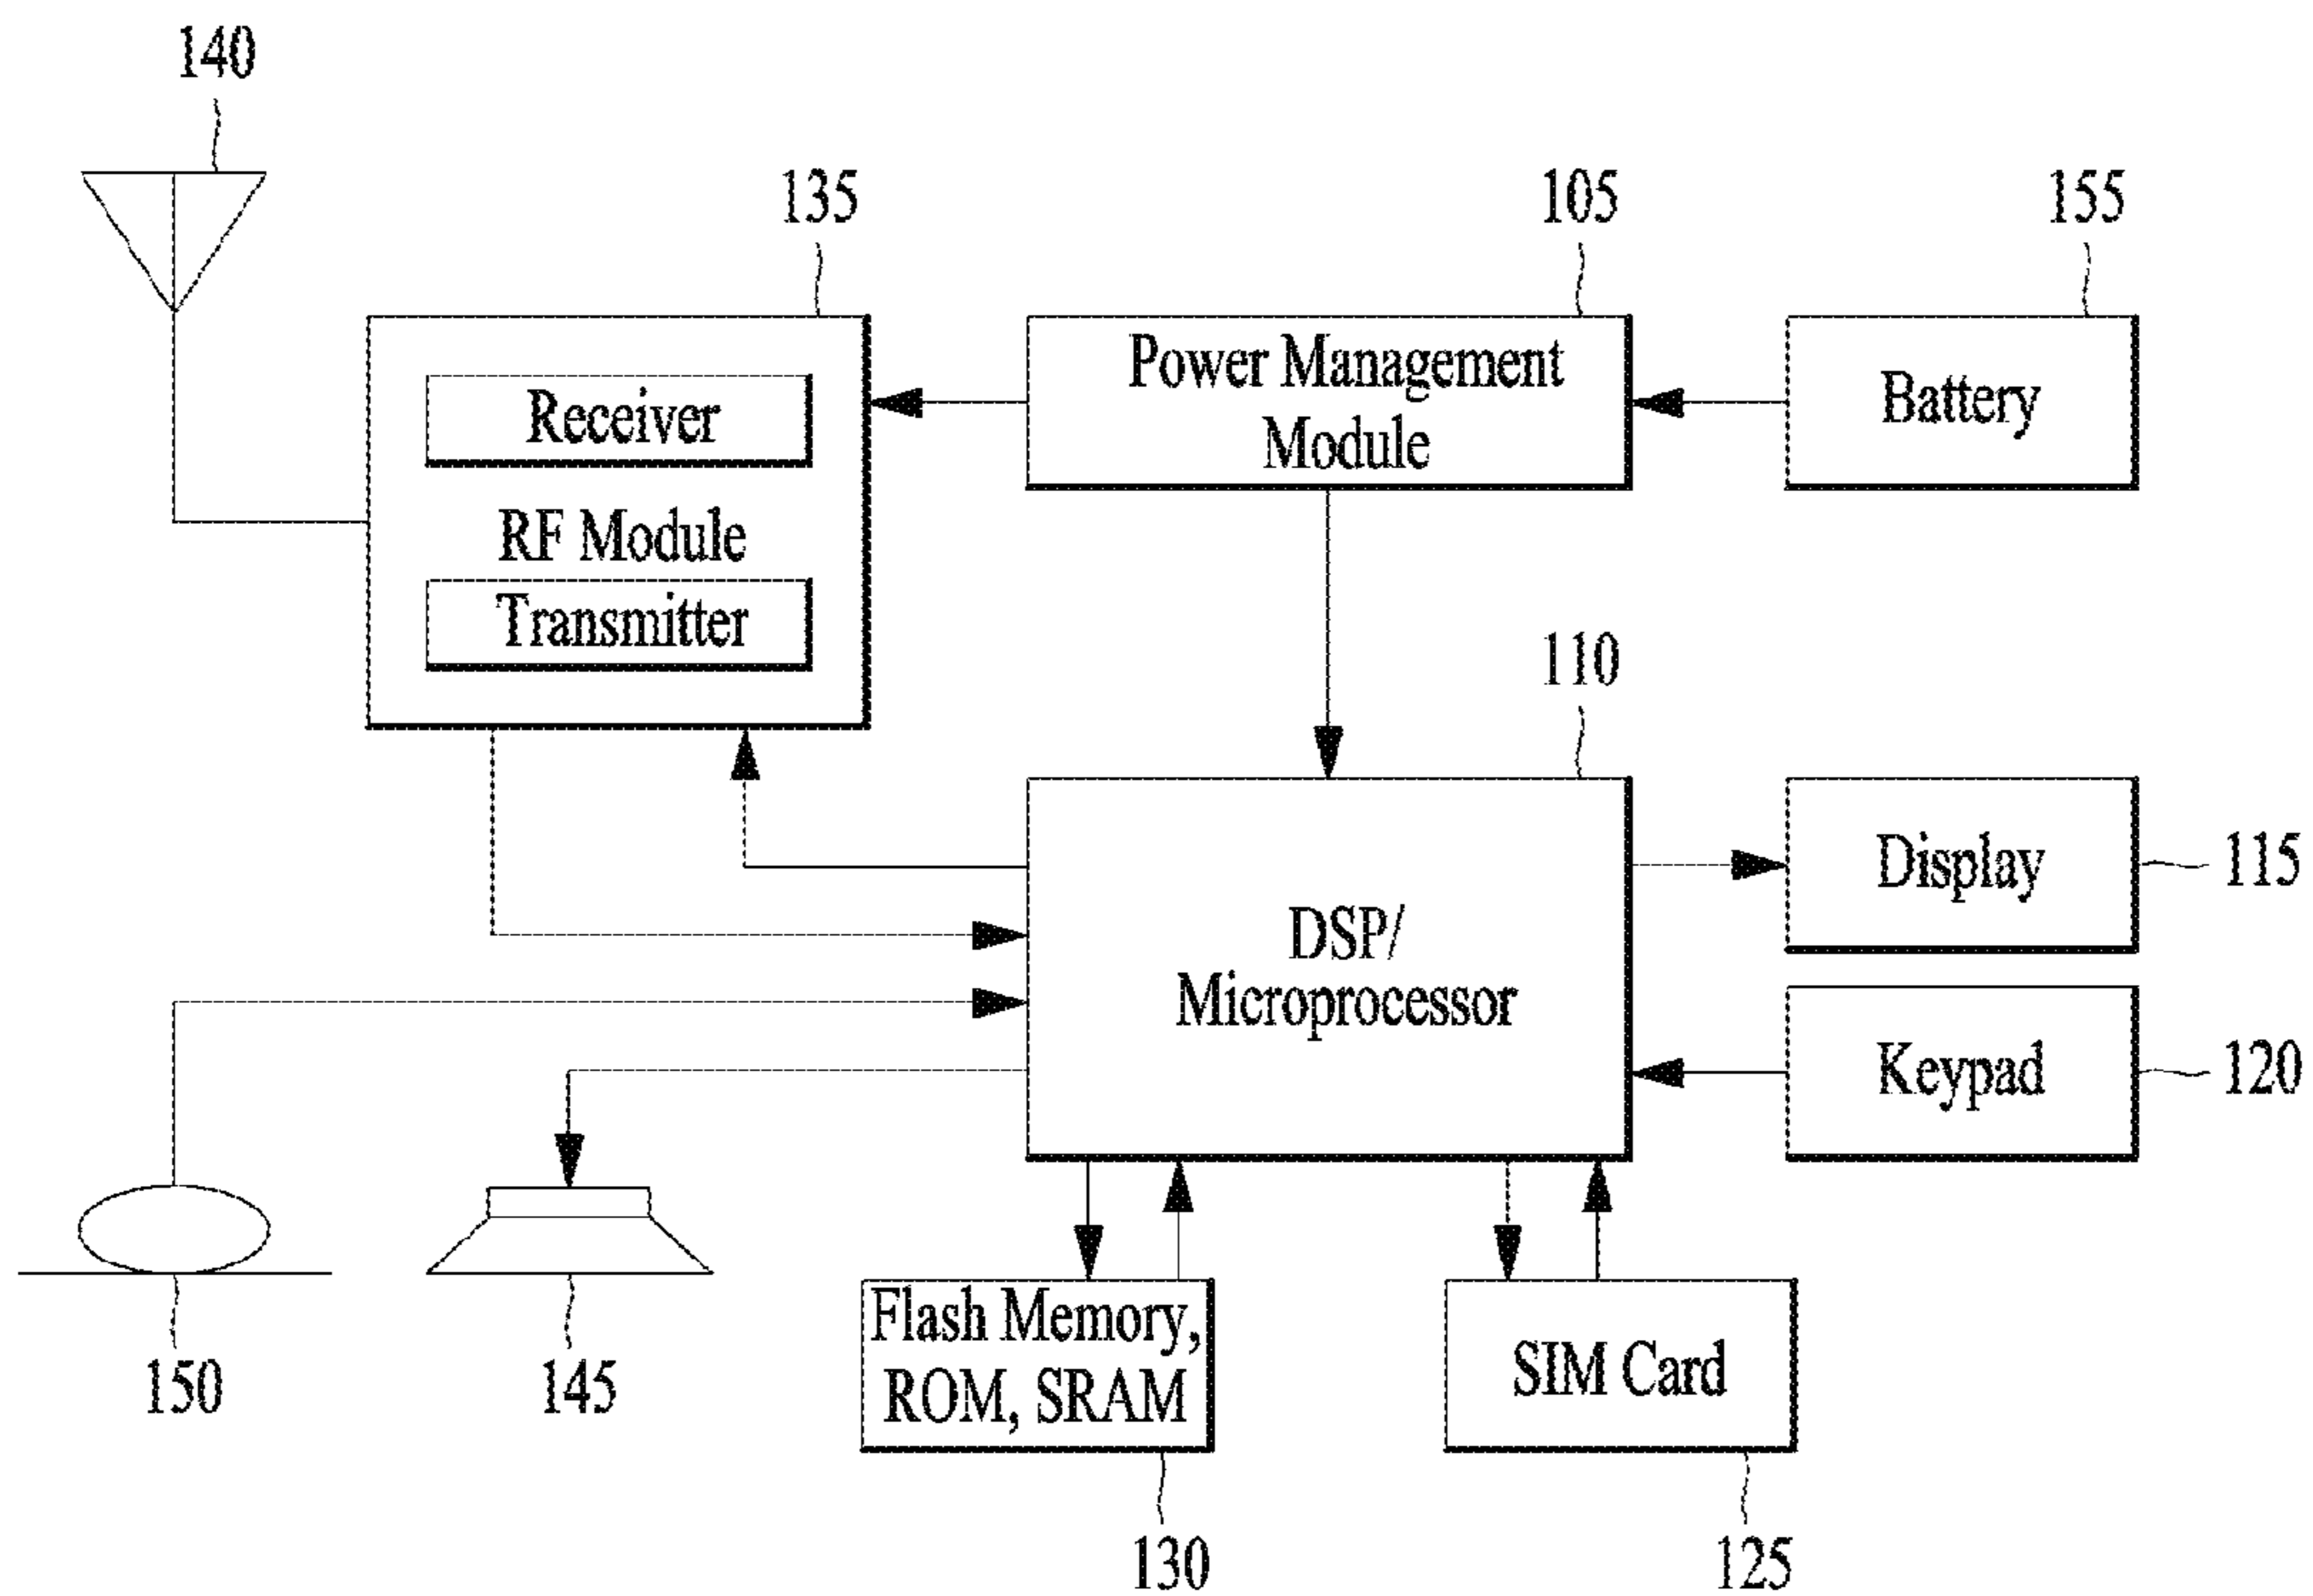 140
135
105
155
Receiver
RF Module
Transmitter
Power Management
Module
Battery
110
DSP/
Microprocessor
Display
115
Keypad
120
150
145
Flash Memory,
ROM, SRAM
SIM Card
130
125